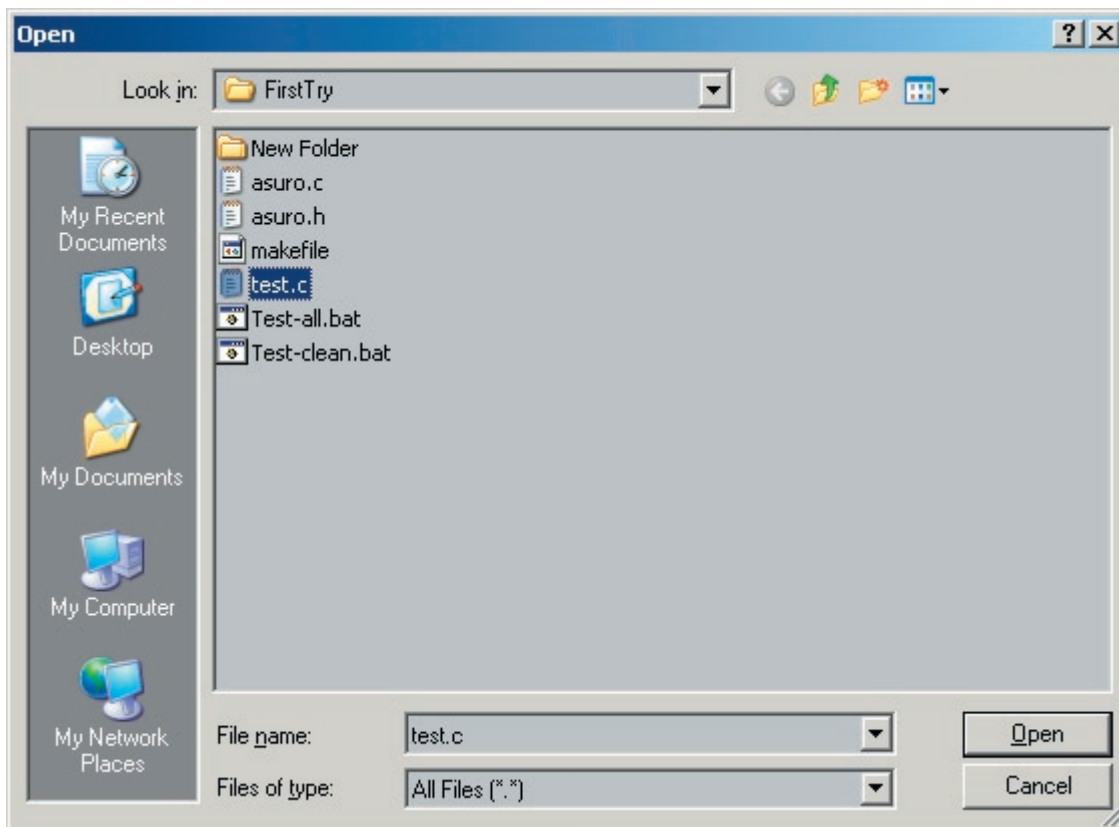 Open
Look in: FirstTry
New Folder
asuro.c
asuro.h
makefile
test.c
Test-all.bat
Test-clean.bat
My Recent
Documents
Desktop
My Documents
My Computer
My Network
Places
File name: test.c
Open
Files of type: All Files (*.*)
Cancel